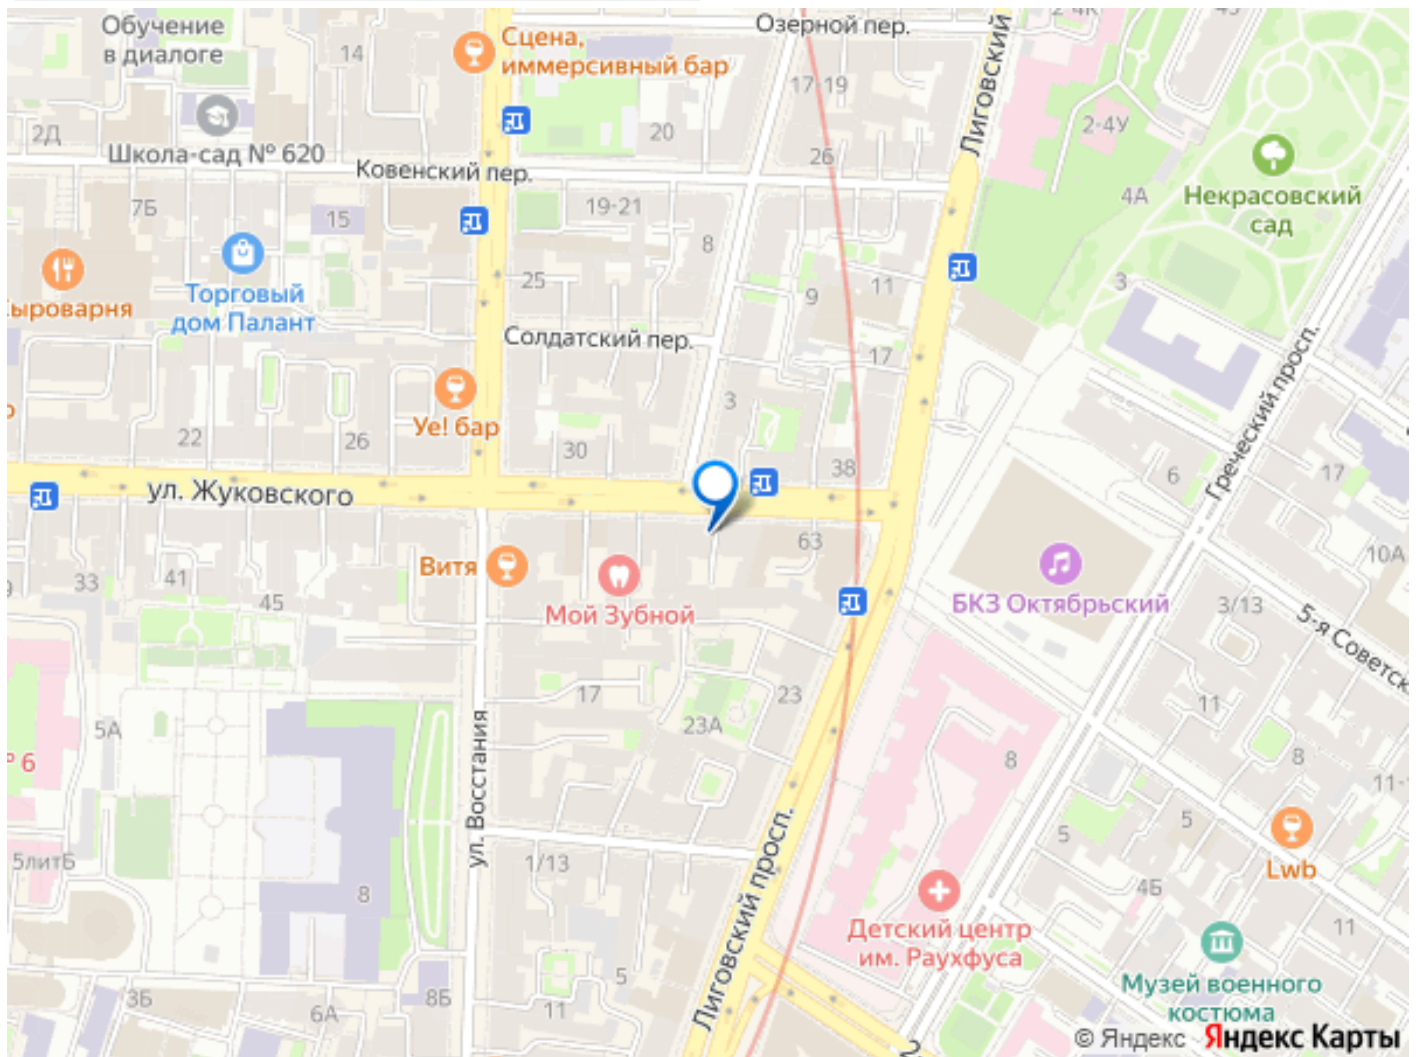 Обучение
в диалоге
14
Сцена,
иммерсивный бар
Озерной пер.
2-4К
45
17-19
Лиговский
2Д
Школа-сад № 620
20
26
2-4У
Ковенский пер.
4А
Некрасовский
сад
7Б
15
19-21
8
Торговый
дом Палант
ыроварня
25
9
11
3
Солдатский пер.
17
Уе! бар
22
26
30
3
38
6
17
Греческий просп.
ул. Жуковского
63
10А
Витя
33
41
45
Мой Зубной
БКЗ Октябрьский
3/13
5-я Советск
5А
17
23
23А
11
8
° 6
ул. Восстания
8
11-1
5литБ
8
1/13
Лиговский просп.
5
5
Lwb
4Б
11
Детский центр
им. Раухфуса
Музей военного
костюма
3Б
6А
8Б
11
5
© Яндекс Яндекс Карты